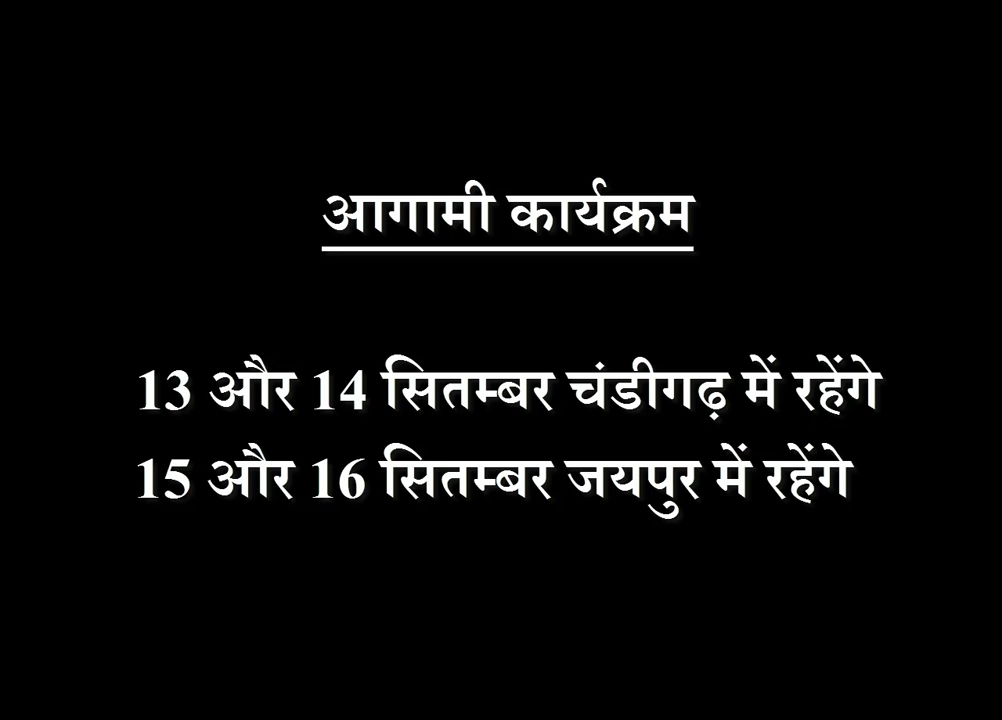 आगामी कार्यक्रम
13 और 14 सितम्बर चंडीगढ़ में रहेंगे
15 और 16 सितम्बर जयपुर में रहेंगे